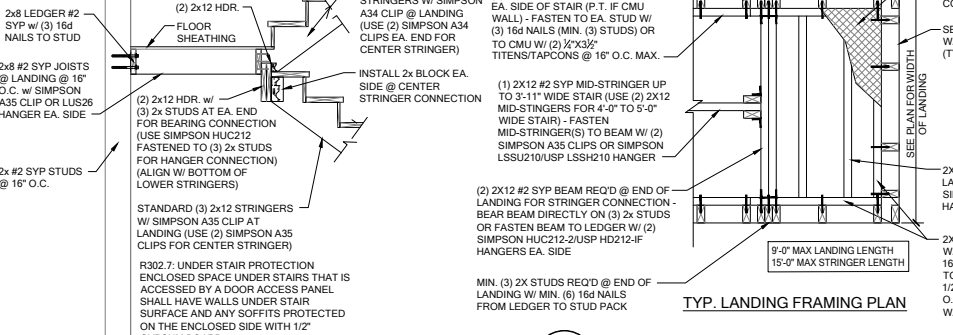 2x8 LEDGER #2
SYP w/ (3) 16d
NAILS TO STUD
2x8 #2 SYP JOISTS
@ LANDING @ 16"
O.C. w/ SIMPSON
A35 CLIP OR LUS26
HANGER EA. SIDE
2x #2 SYP STUDS
@ 16" O.C.
(2) 2x12 HDR.
FLOOR
SHEATHING
(2) 2x12 HDR. w/
(3) 2x STUDS AT EA. END
FOR BEARING CONNECTION
(USE SIMPSON HUC212
FASTENED TO (3) 2x STUDS
FOR HANGER CONNECTION)
(ALIGN W/ BOTTOM OF
LOWER STRINGERS)
STANDARD (3) 2x12 STRINGERS
W/ SIMPSON A35 CLIP AT
LANDING (USE (2) SIMPSON A35
CLIPS FOR CENTER STRINGER)
R302.7: UNDER STAIR PROTECTION
ENCLOSED SPACE UNDER STAIRS THAT IS
ACCESSED BY A DOOR ACCESS PANEL
SHALL HAVE WALLS UNDER STAIR
SURFACE AND ANY SOFFITS PROTECTED
ON THE ENCLOSED SIDE WITH 1/2"
STRINGERS W/ SIMPSON
A34 CLIP @ LANDING
(USE (2) SIMPSON A34
CLIPS EA. END FOR
CENTER STRINGER)
INSTALL 2x BLOCK EA.
SIDE @ CENTER
STRINGER CONNECTION
EA. SIDE OF STAIR (P.T. IF CMU
WALL) - FASTEN TO EA. STUD W/
(3) 16d NAILS (MIN. (3) STUDS) OR
TO CMU W/ (2) ½"X3½"
TITENS/TAPCONS @ 16" O.C. MAX.
(1) 2X12 #2 SYP MID-STRINGER UP
TO 3'-11" WIDE STAIR (USE (2) 2X12
MID-STINGERS FOR 4'-0" TO 5'-0"
WIDE STAIR) - FASTEN
MID-STRINGER(S) TO BEAM W/ (2)
SIMPSON A35 CLIPS OR SIMPSON
LSSU210/USP LSSH210 HANGER
(2) 2X12 #2 SYP BEAM REQ'D @ END OF
LANDING FOR STRINGER CONNECTION -
BEAR BEAM DIRECTLY ON (3) 2x STUDS
OR FASTEN BEAM TO LEDGER W/ (2)
SIMPSON HUC212-2/USP HD212-IF
HANGERS EA. SIDE
MIN. (3) 2X STUDS REQ'D @ END OF
LANDING W/ MIN. (6) 16d NAILS
FROM LEDGER TO STUD PACK
SEE PLAN FOR WIDTH
OF LANDING
9'-0" MAX LANDING LENGTH
15'-0" MAX STRINGER LENGTH
TYP. LANDING FRAMING PLAN